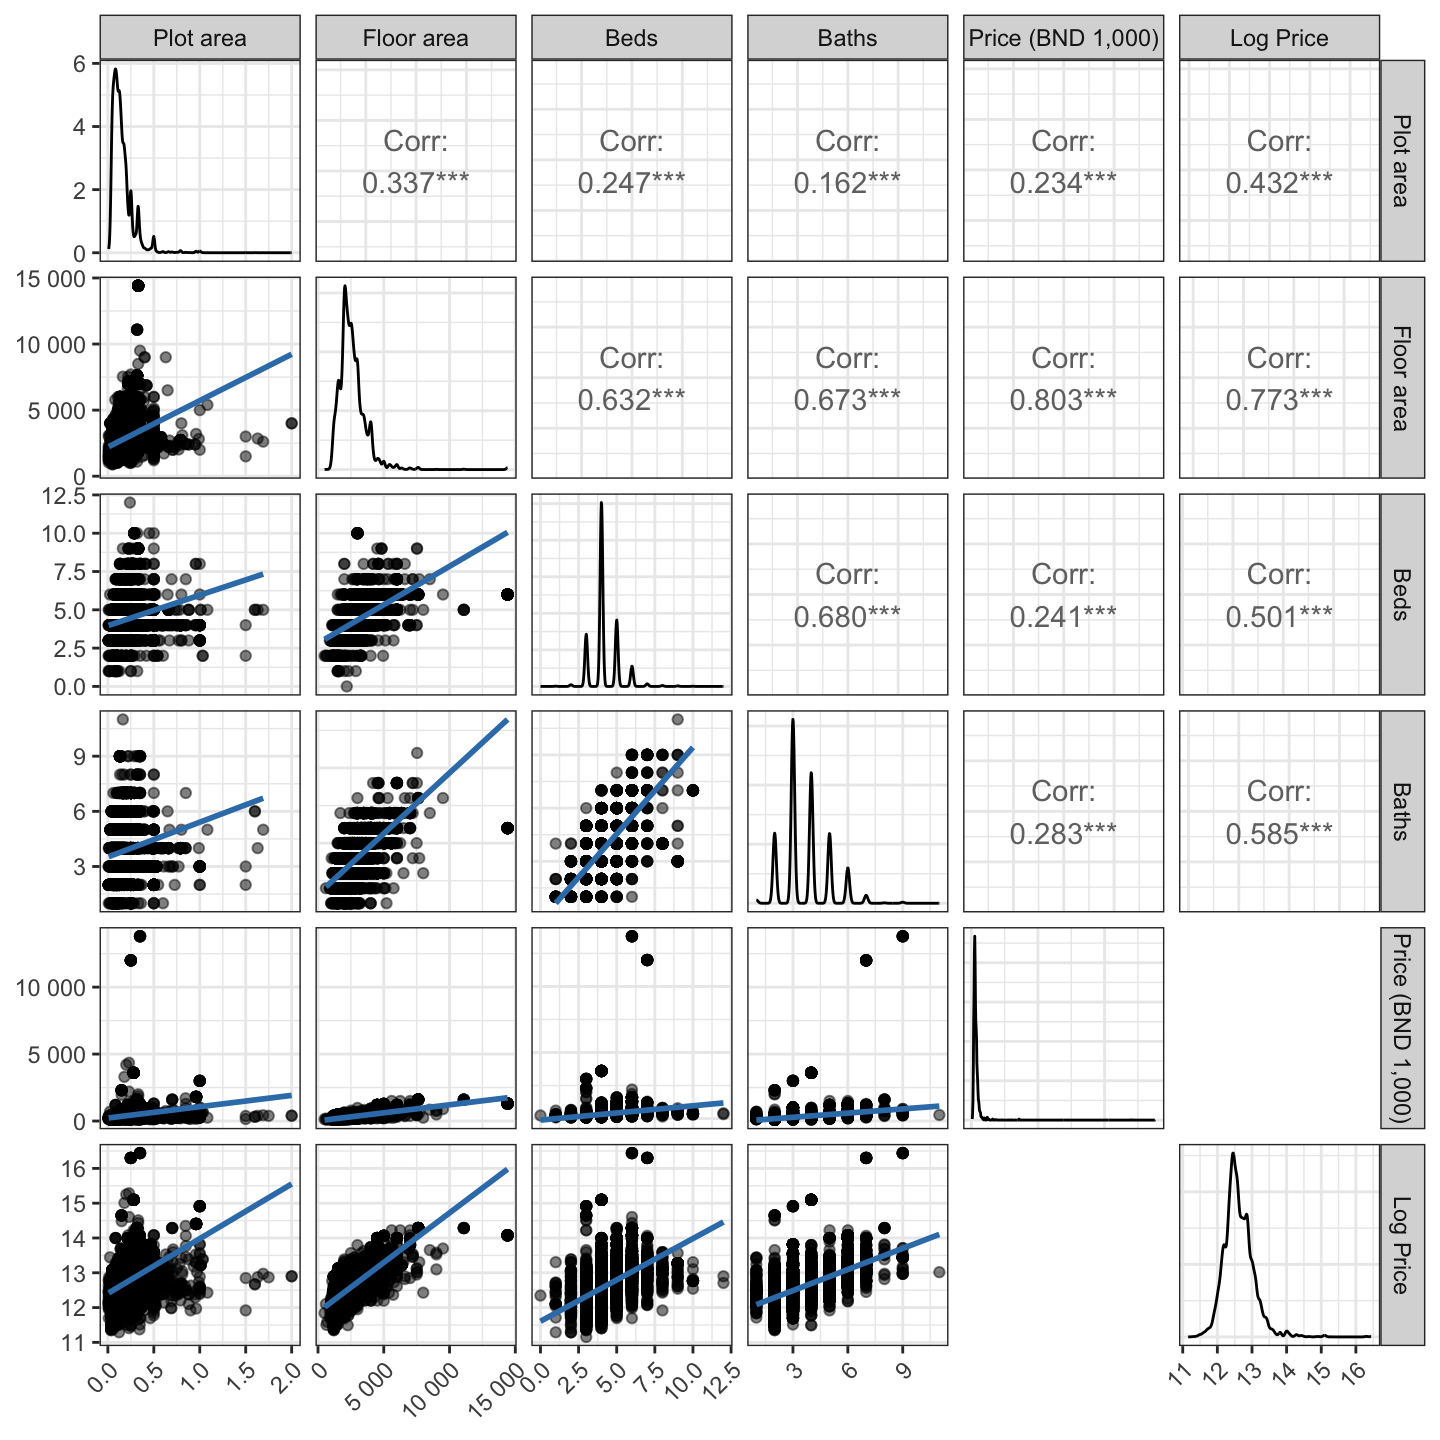 Plot area
Floor area
Beds
Baths
Price (BND 1,000)
Log Price
6
4
2
0
Corr:
0.337***
Corr:
0.247***
Corr:
0.162***
Corr:
0.234***
Corr:
0.432***
Plot area
15 000
10 000
5 000
0
Corr:
0.632***
Corr:
0.673***
Corr:
0.803***
Corr:
0.773***
Floor area
12.5
10.0
7.5
5.0
2.5
0.0
Corr:
0.680***
Corr:
0.241***
Corr:
0.501***
Beds
9
6
3
Corr:
0.283***
Corr:
0.585***
Baths
10 000
5 000
0
Price (BND 1,000)
16
15
14
13
12
11
Log Price
0.0
0.5
1.0
1.5
2.0
0
5 000
10 000
15 000
0.0
2.5
5.0
7.5
10.0
12.5
3
6
9
11
12
13
14
15
16